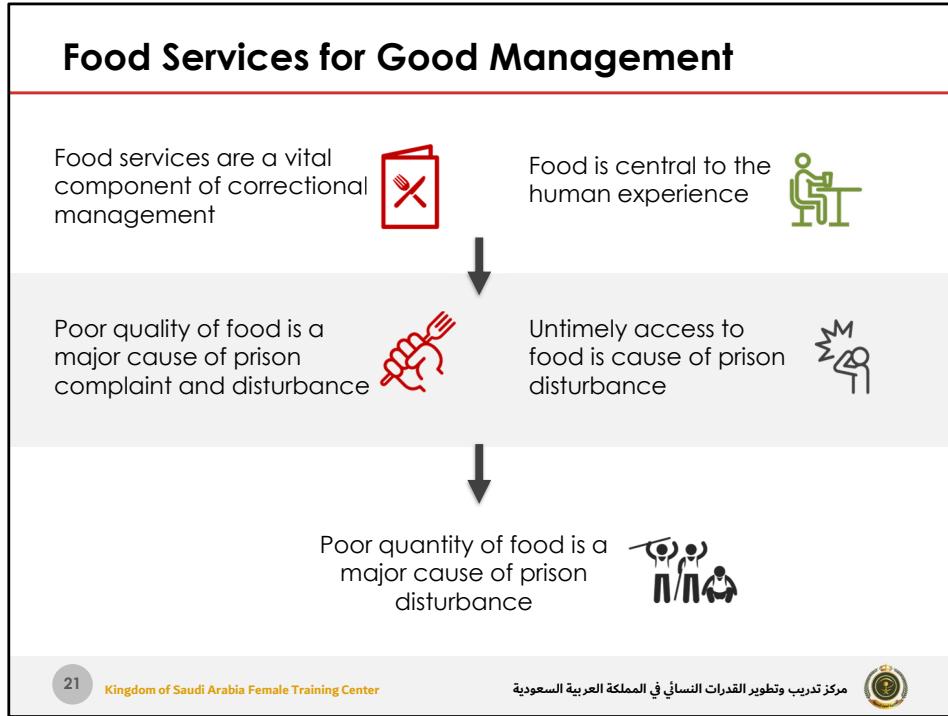 Food Services for Good Management
Food services are a vital
component of correctional
management
Food is central to the
human experience
Poor quality of food is a
major cause of prison
complaint and disturbance
Untimely access to
food is cause of prison
disturbance
Poor quantity of food is a
major cause of prison
disturbance
21
Kingdom of Saudi Arabia Female Training Center
مركز تدريب وتطوير القدرات النسائي في المملكة العربية السعودية